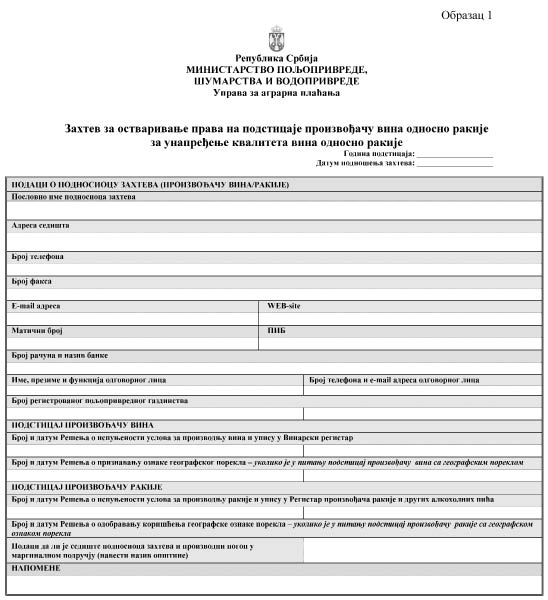 Образац 1
Република Србија
МИНИСТАРСТВО ПОЉОПРИВРЕДЕ,
ШУМАРСТВА И ВОДОПРИВРЕДЕ
Управа за аграрна плаћања
Захтев за остваривање права на подстицаје произвођачу вина односно ракије
за унапређење квалитета вина односно ракије
Година подстицаја: _______________
Датум подношења захтева: _______________
ПОДАЦИ О ПОДНОСИОЦУ ЗАХТЕВА (ПРОИЗВОЂАЧУ ВИНА/РАКИЈЕ)
Пословно име подносиоца захтева
Адреса седишта
Број телефона
Број факса
E-mail адреса WEB-site
Матични број ПИБ
Број рачуна и назив банке
Име, презиме и функција одговорног лица Број телефона и e-mail адреса одговорног лица
Број регистрованог пољопривредног газдинства
ПОДСТИЦАЈ ПРОИЗВОЂАЧУ ВИНА
Број и датум Решења о испуњености услова за производњу вина и упису у Винарски регистар
Број и датум Решења о признавању ознаке географског порекла – уколико је у питању подстицај произвођачу вина са географским пореклом
ПОДСТИЦАЈ ПРОИЗВОЂАЧУ РАКИЈЕ
Број и датум Решења о испуњености услова за производњу ракије и упису у Регистар произвођача ракије и других алкохолних пића
Број и датум Решења о одобравању коришћења географске ознаке порекла – уколико је у питању подстицај произвођачу ракије са географском
ознаком порекла
Подаци да ли је седиште подносиоца захтева и производни погон у
маргиналном подручју (навести назив општине)
НАПОМЕНЕ